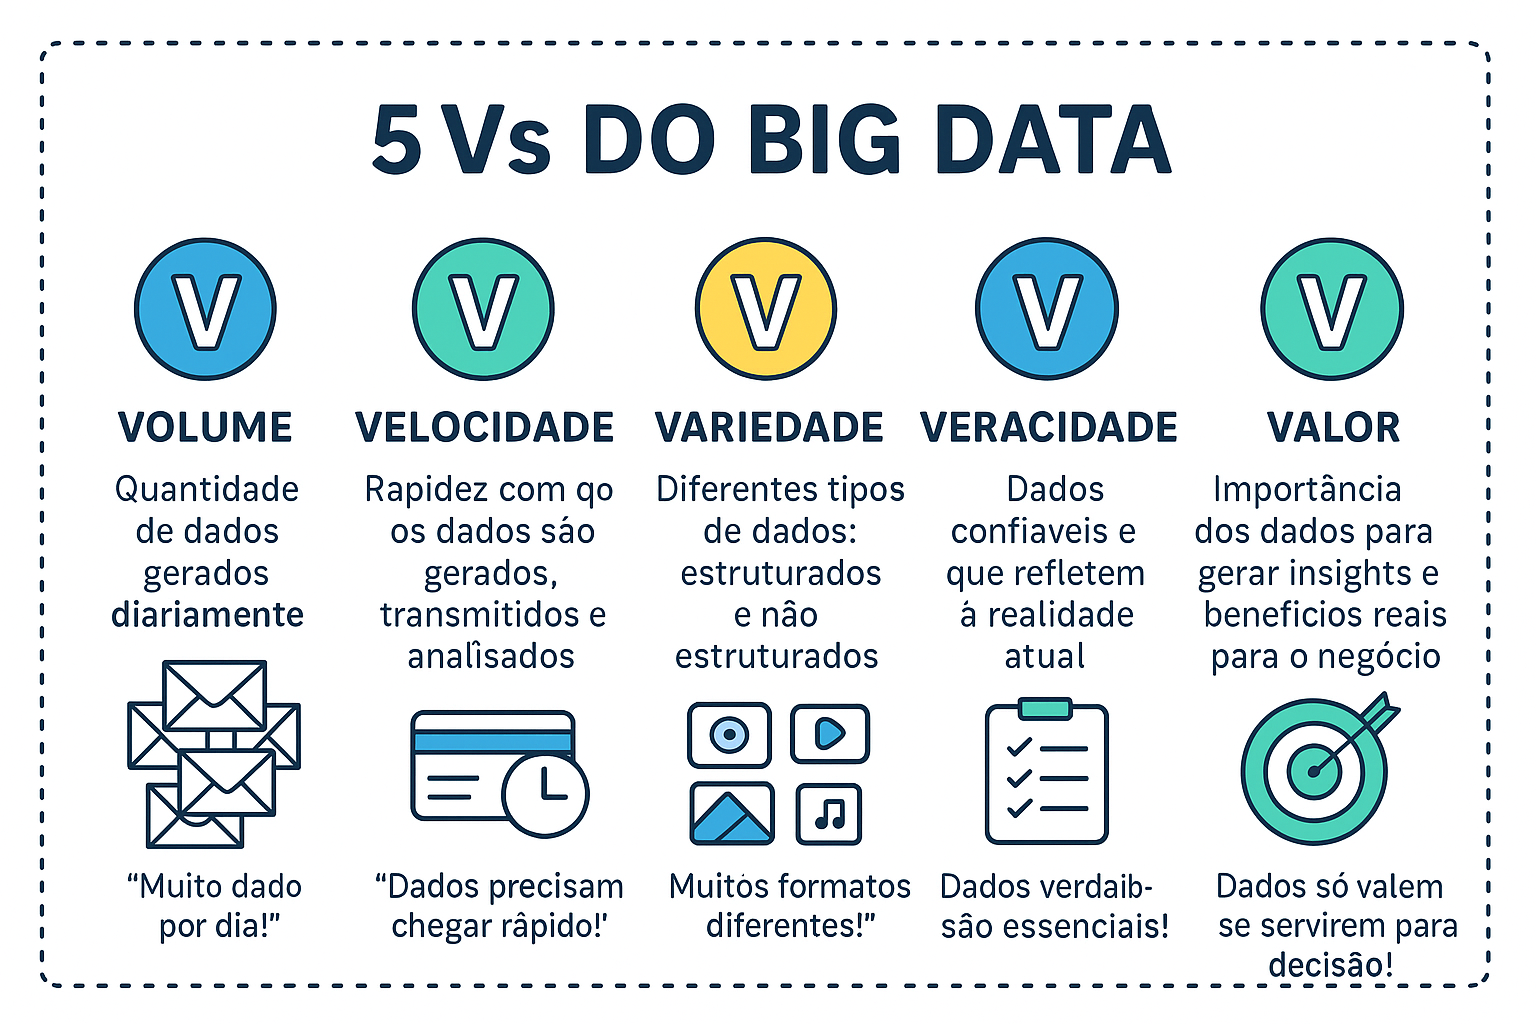 5 Vs DO BIG DATA
V
V
V
V
V
VOLUME
Quantidade
de dados
gerados
diariamente
"Muito dado
por dia!"
VELOCIDADE
Rapidez com qo
os dados sáo
gerados,
transmitidos e
analîsados
"Dados precisam
chegar râpido!'
VARIEDADE
Diferentes tipos
de dados:
estruturados
e nâo
estruturados
Muitos formatos
diferentes!"
VERACIDADE
Dados
confiaveis e
que refletem
á realidade
atual
Dados verdaib-
sâo essenciais!
VALOR
Importância
dos dados para
gerar insights e
beneficios reais
para o negócio
Dados só valem
se servirem para
decisâo!